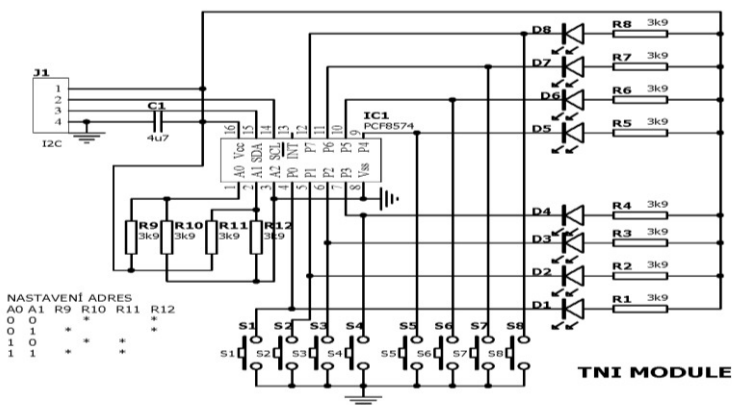 D8 R8 3k9
D7 R7 3k9
D6 R6 3k9
D5 R5 3k9
J1
1
2
3
4
I2C
C1
4u7
IC1
PCF8574
16 15 14 13 12 11 10 9
Vcc SDA SCL INT P7 P6 P5 P4
A0 A1 A2 P0 P1 P2 P3 Vss
1 2 3 4 5 6 7 8
R9 R10 R11 R12
3k9 3k9 3k9 3k9
D4 R4 3k9
D3 R3 3k9
D2 R2 3k9
D1 R1 3k9
NASTAVENÍ ADRES
A0 A1 R9 R10 R11 R12
0 0 * *
0 1 * *
1 0 * *
1 1 * *
S1 S2 S3 S4 S5 S6 S7 S8
S1 S2 S3 S4 S5 S6 S7 S8
TNI MODULE